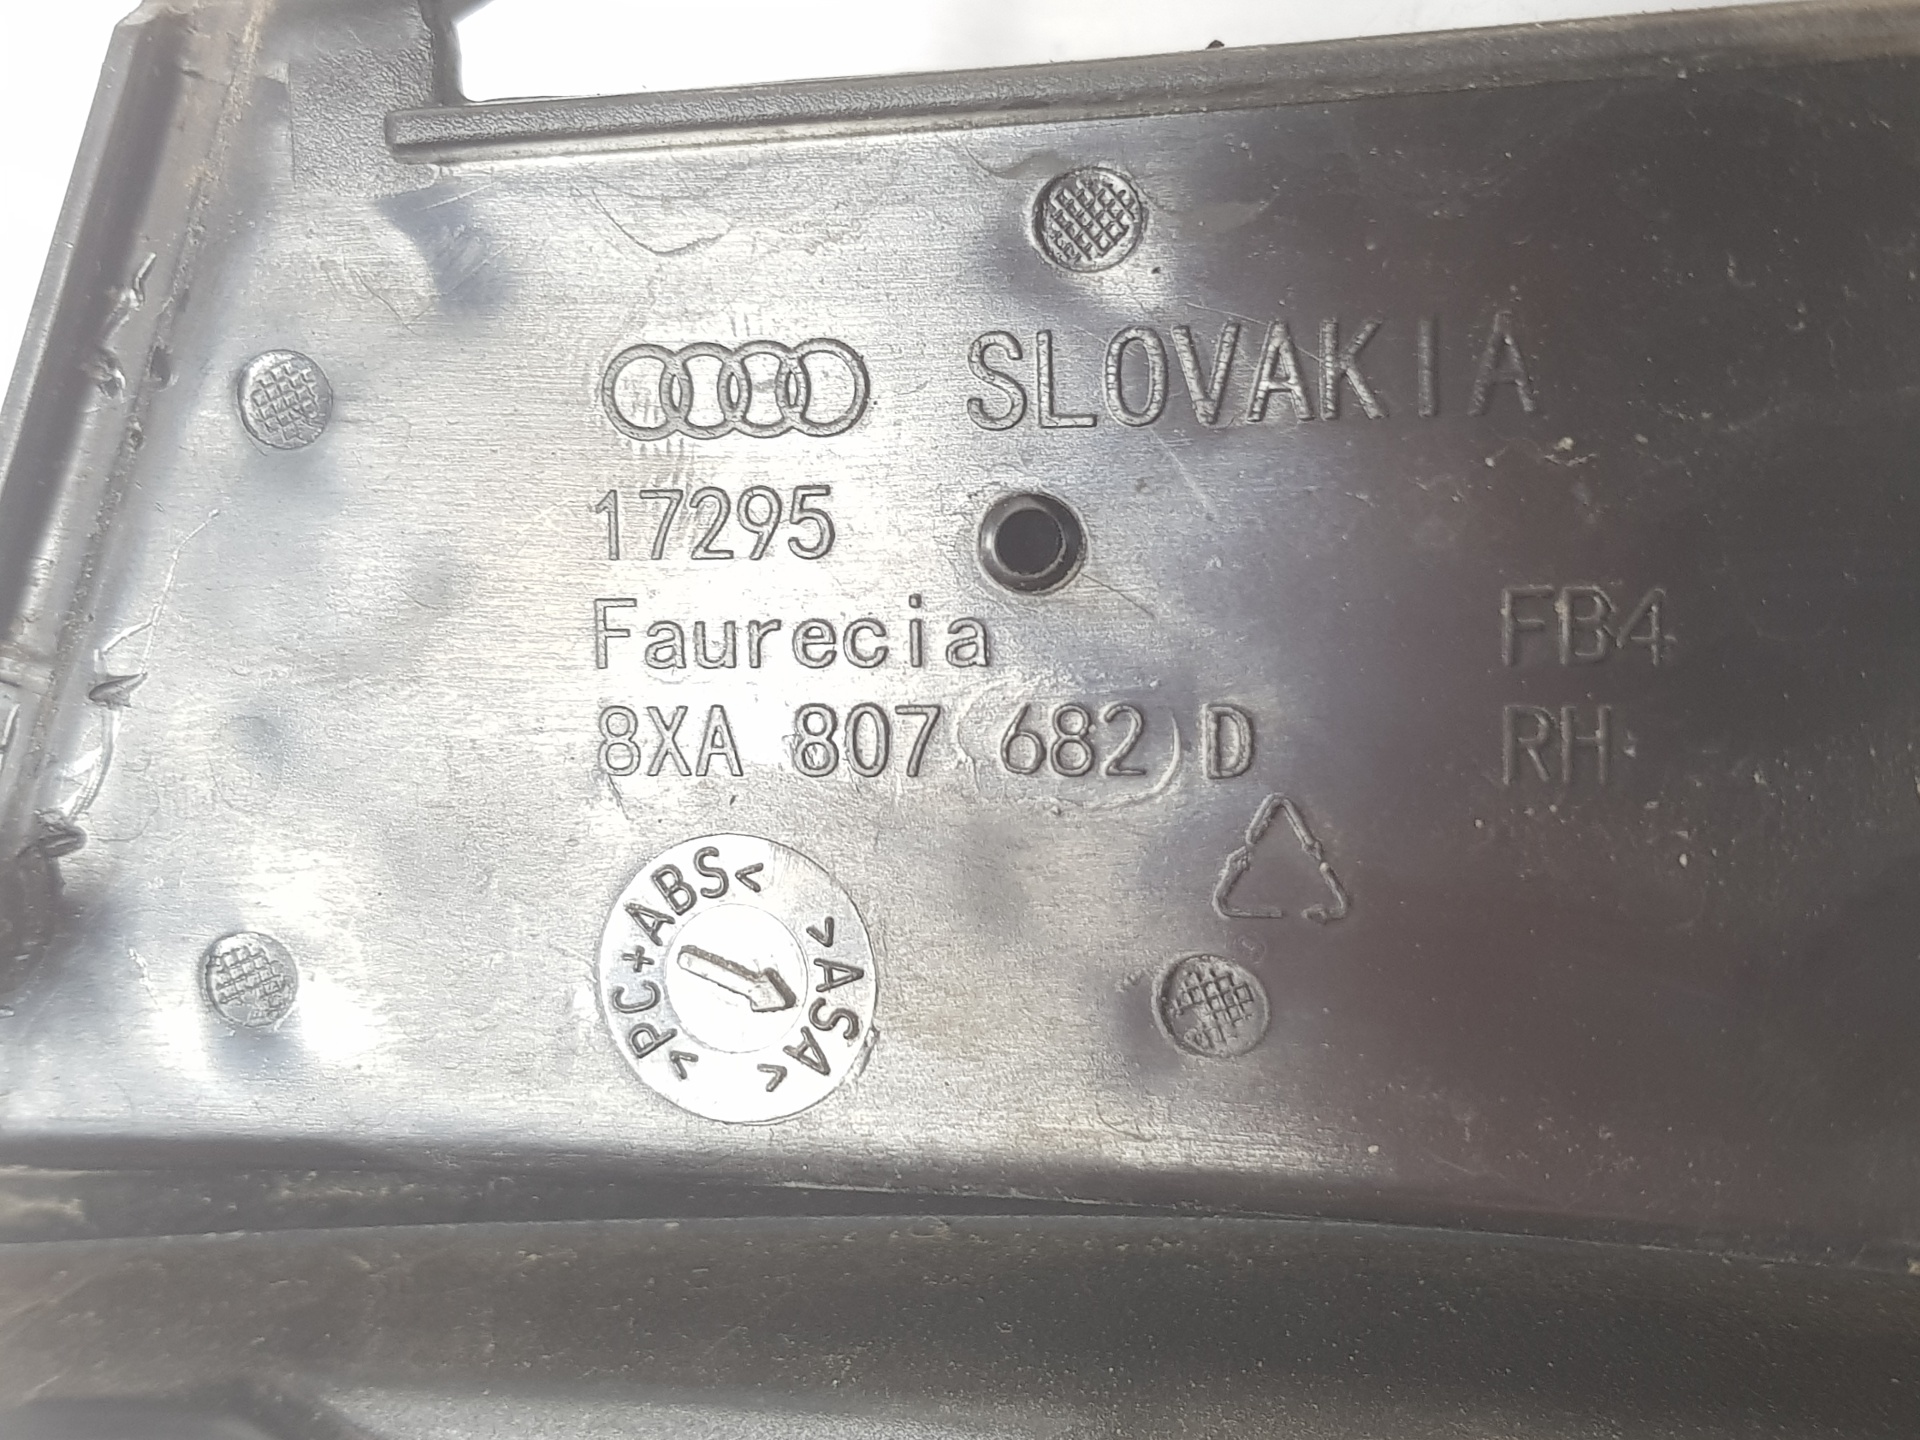 SLOVAKIA
17295
Faurecia
FB4
8XA 807 682 D
RH
>PC+ABS<
>ASA<